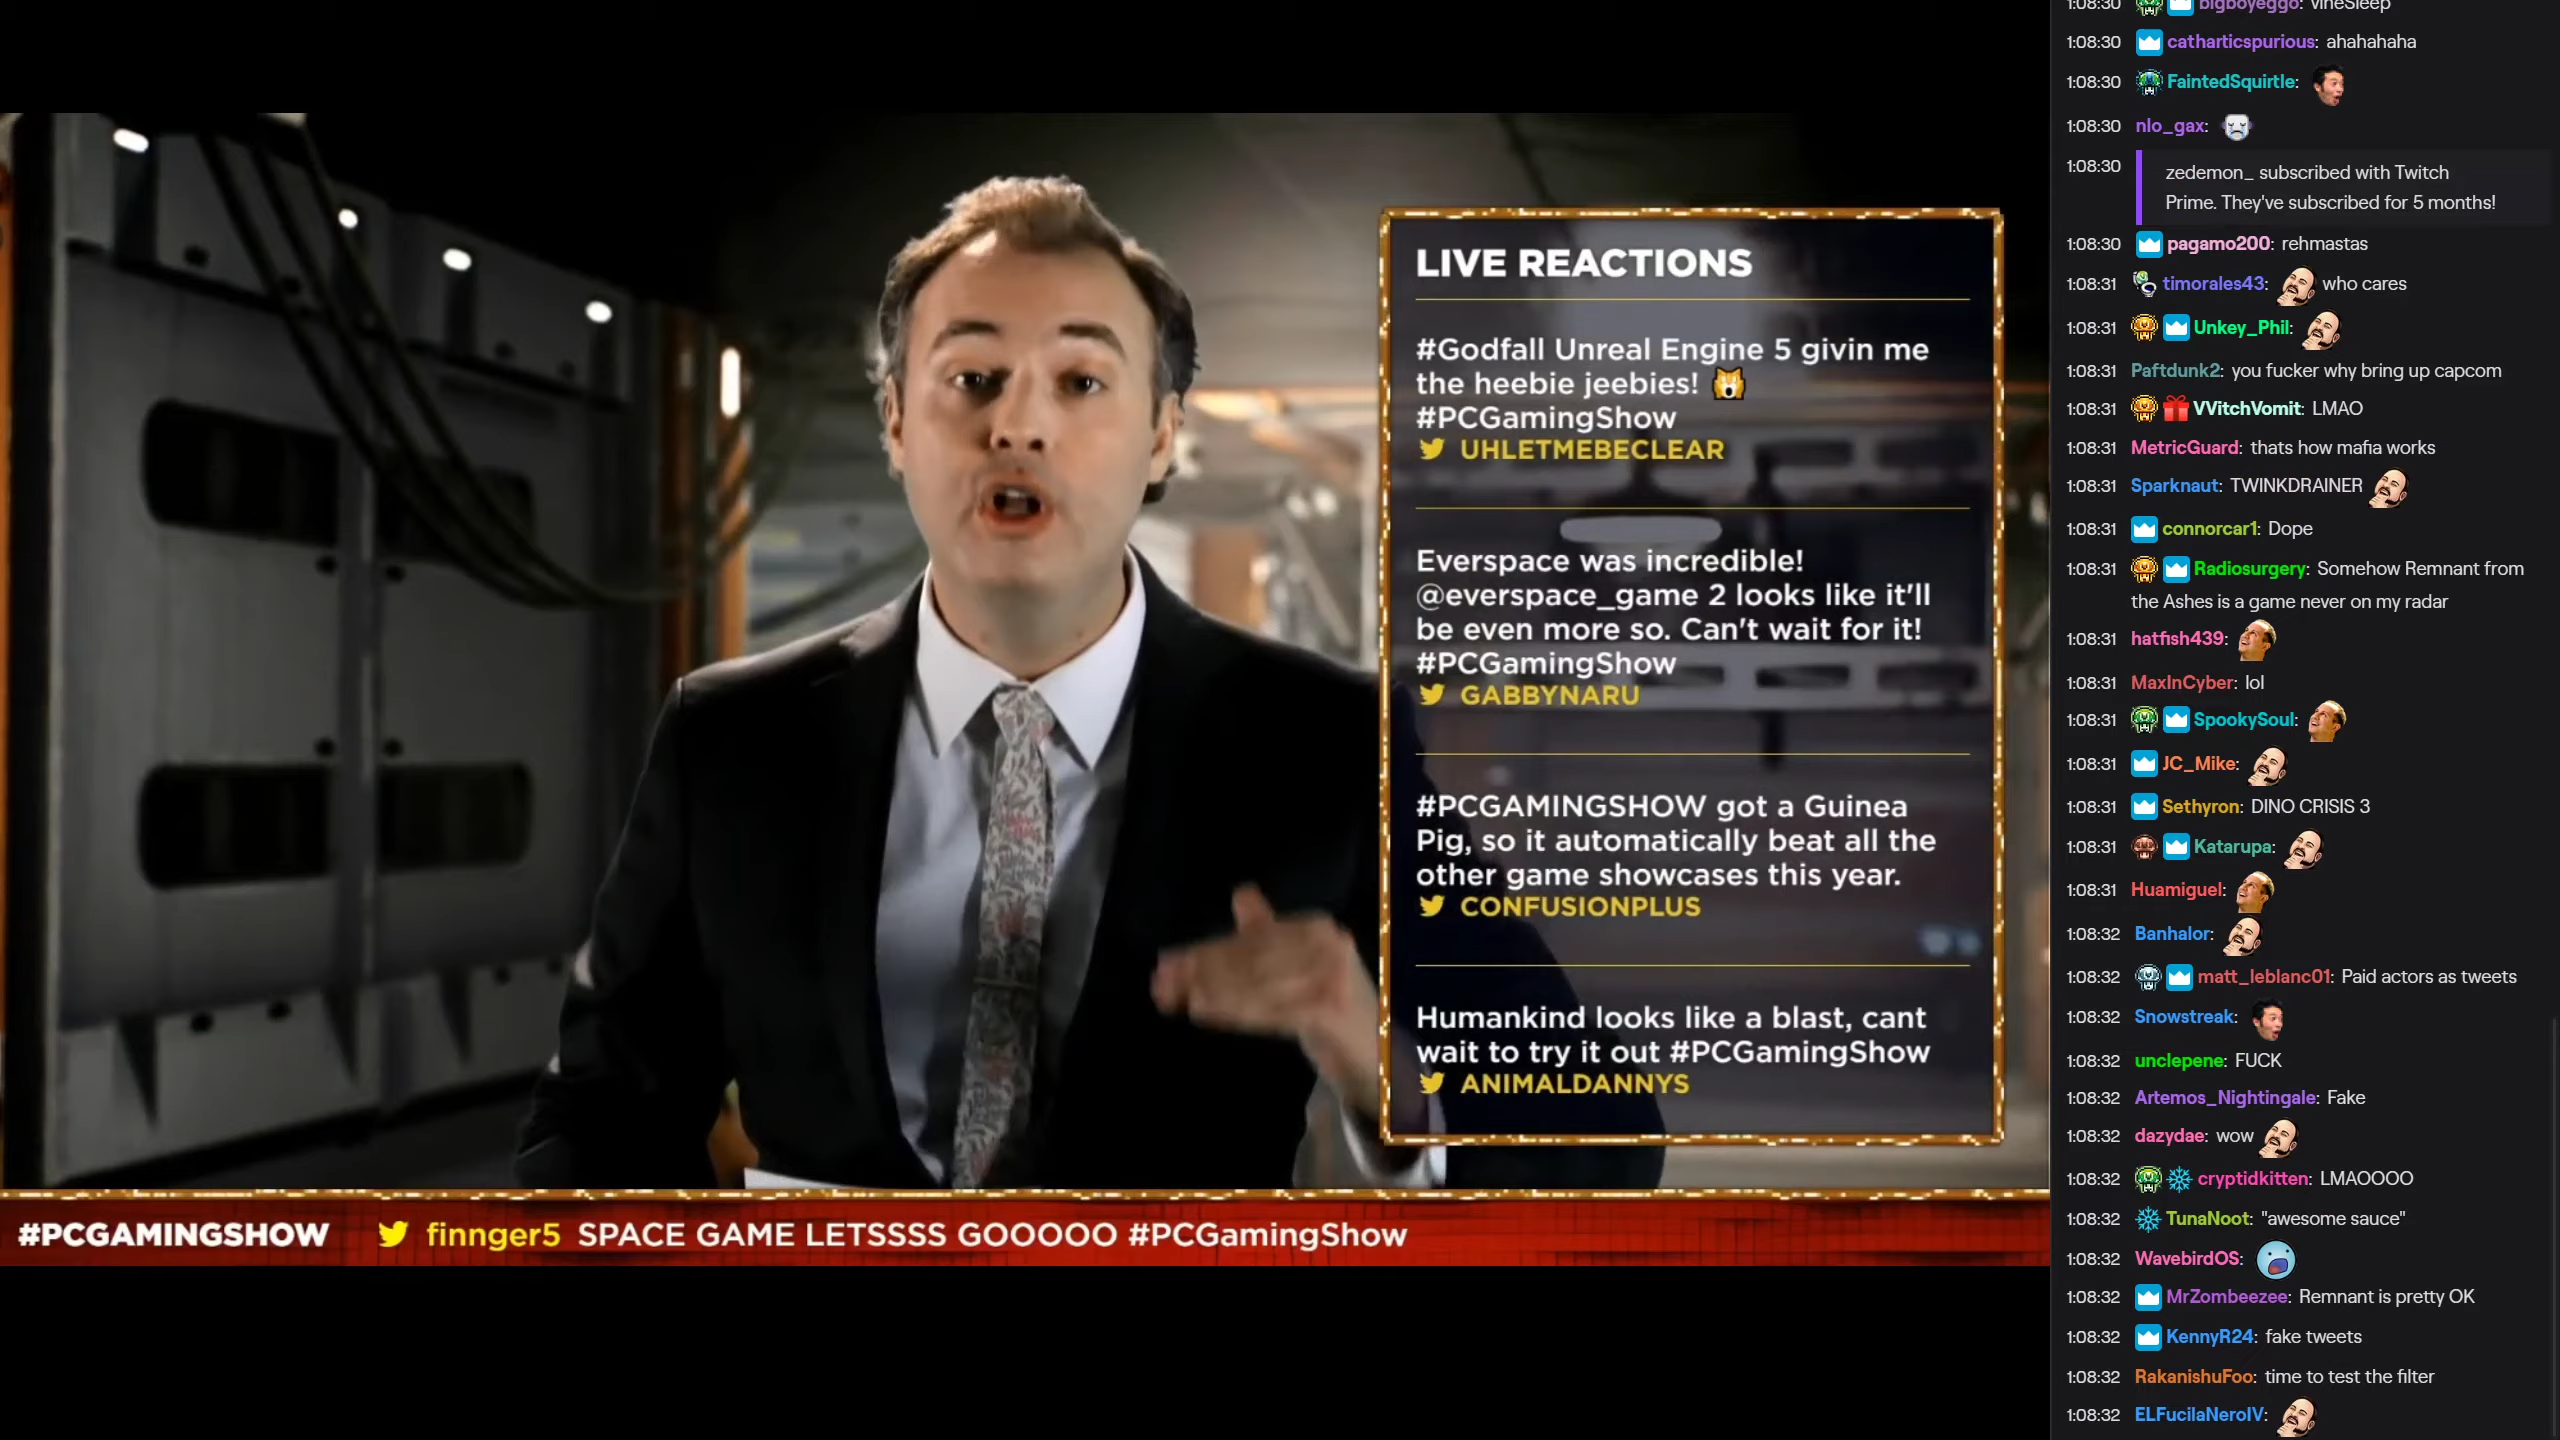 LIVE REACTIONS
#Godfall Unreal Engine 5 givin me
the heebie jeebies! 🙀
#PCGamingShow
UHLETMEBECLEAR
Everspace was incredible!
@everspace_game 2 looks like it'll
be even more so. Can't wait for it!
#PCGamingShow
GABBYNARU
#PCGAMINGSHOW got a Guinea
Pig, so it automatically beat all the
other game showcases this year.
CONFUSIONPLUS
Humankind looks like a blast, cant
wait to try it out #PCGamingShow
ANIMALDANNYS
#PCGAMINGSHOW finnger5 SPACE GAME LETSSSS GOOOOO #PCGamingShow
1:08:30 bigboyeggo: vineSleep
1:08:30 catharticspurious: ahahahaha
1:08:30 FaintedSquirtle:
1:08:30 nlo_gax:
1:08:30 zedemon_ subscribed with Twitch
Prime. They've subscribed for 5 months!
1:08:30 pagamo200: rehmastas
1:08:31 timorales43: who cares
1:08:31 Unkey_Phil:
1:08:31 Paftdunk2: you fucker why bring up capcom
1:08:31 VVitchVomit: LMAO
1:08:31 MetricGuard: thats how mafia works
1:08:31 Sparknaut: TWINKDRAINER
1:08:31 connorcar1: Dope
1:08:31 Radiosurgery: Somehow Remnant from
the Ashes is a game never on my radar
1:08:31 hatfish439:
1:08:31 MaxInCyber: lol
1:08:31 SpookySoul:
1:08:31 JC_Mike:
1:08:31 Sethyron: DINO CRISIS 3
1:08:31 Katarupa:
1:08:31 Huamiguel:
1:08:32 Banhalor:
1:08:32 matt_leblanc01: Paid actors as tweets
1:08:32 Snowstreak:
1:08:32 unclepene: FUCK
1:08:32 Artemos_Nightingale: Fake
1:08:32 dazydae: wow
1:08:32 cryptidkitten: LMAOOOO
1:08:32 TunaNoot: "awesome sauce"
1:08:32 WavebirdOS:
1:08:32 MrZombeezee: Remnant is pretty OK
1:08:32 KennyR24: fake tweets
1:08:32 RakanishuFoo: time to test the filter
1:08:32 ELFucilaNeroIV: